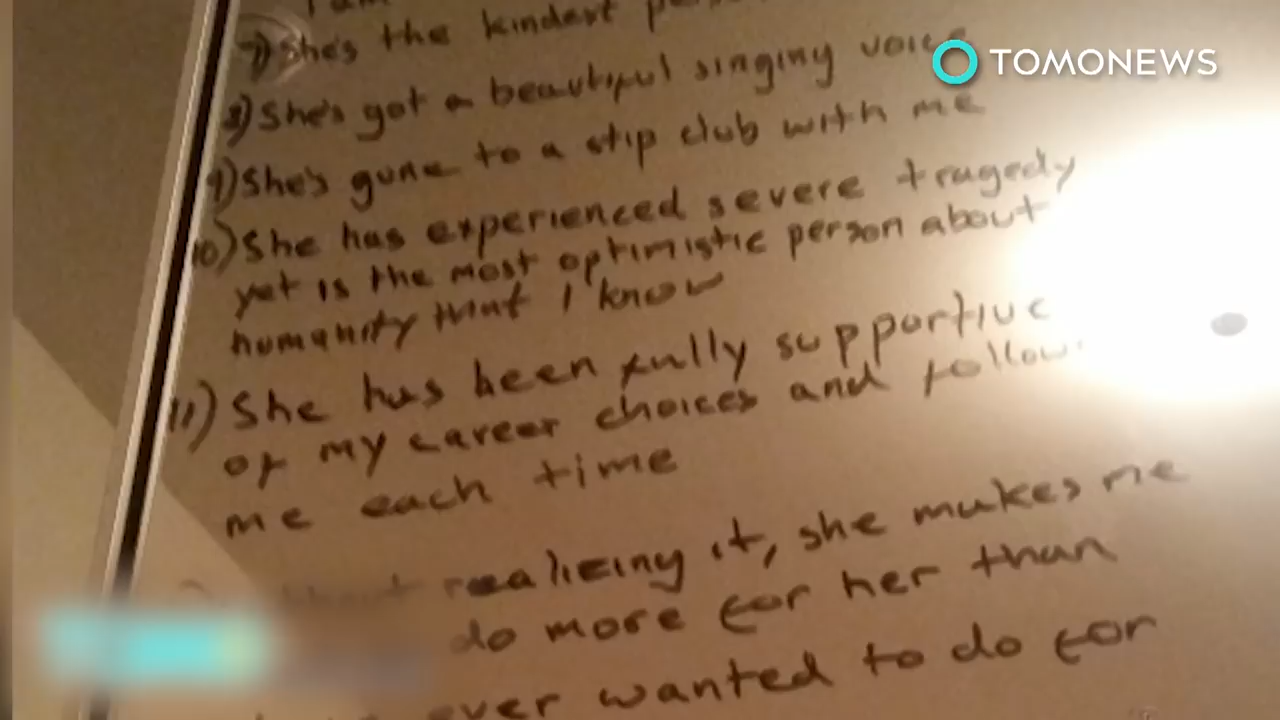 I am
7) She's the kindest
TOMONEWS
8) She's got a beautiful singing voice
9) She's gone to a stip club with me
10) She has experienced severe tragedy
yet is the most optimistic person about
humanity that I know
11) She has been fully supportive
of my career choices and
me each time
realizing it, she makes me
do more for her than
ever wanted to do for